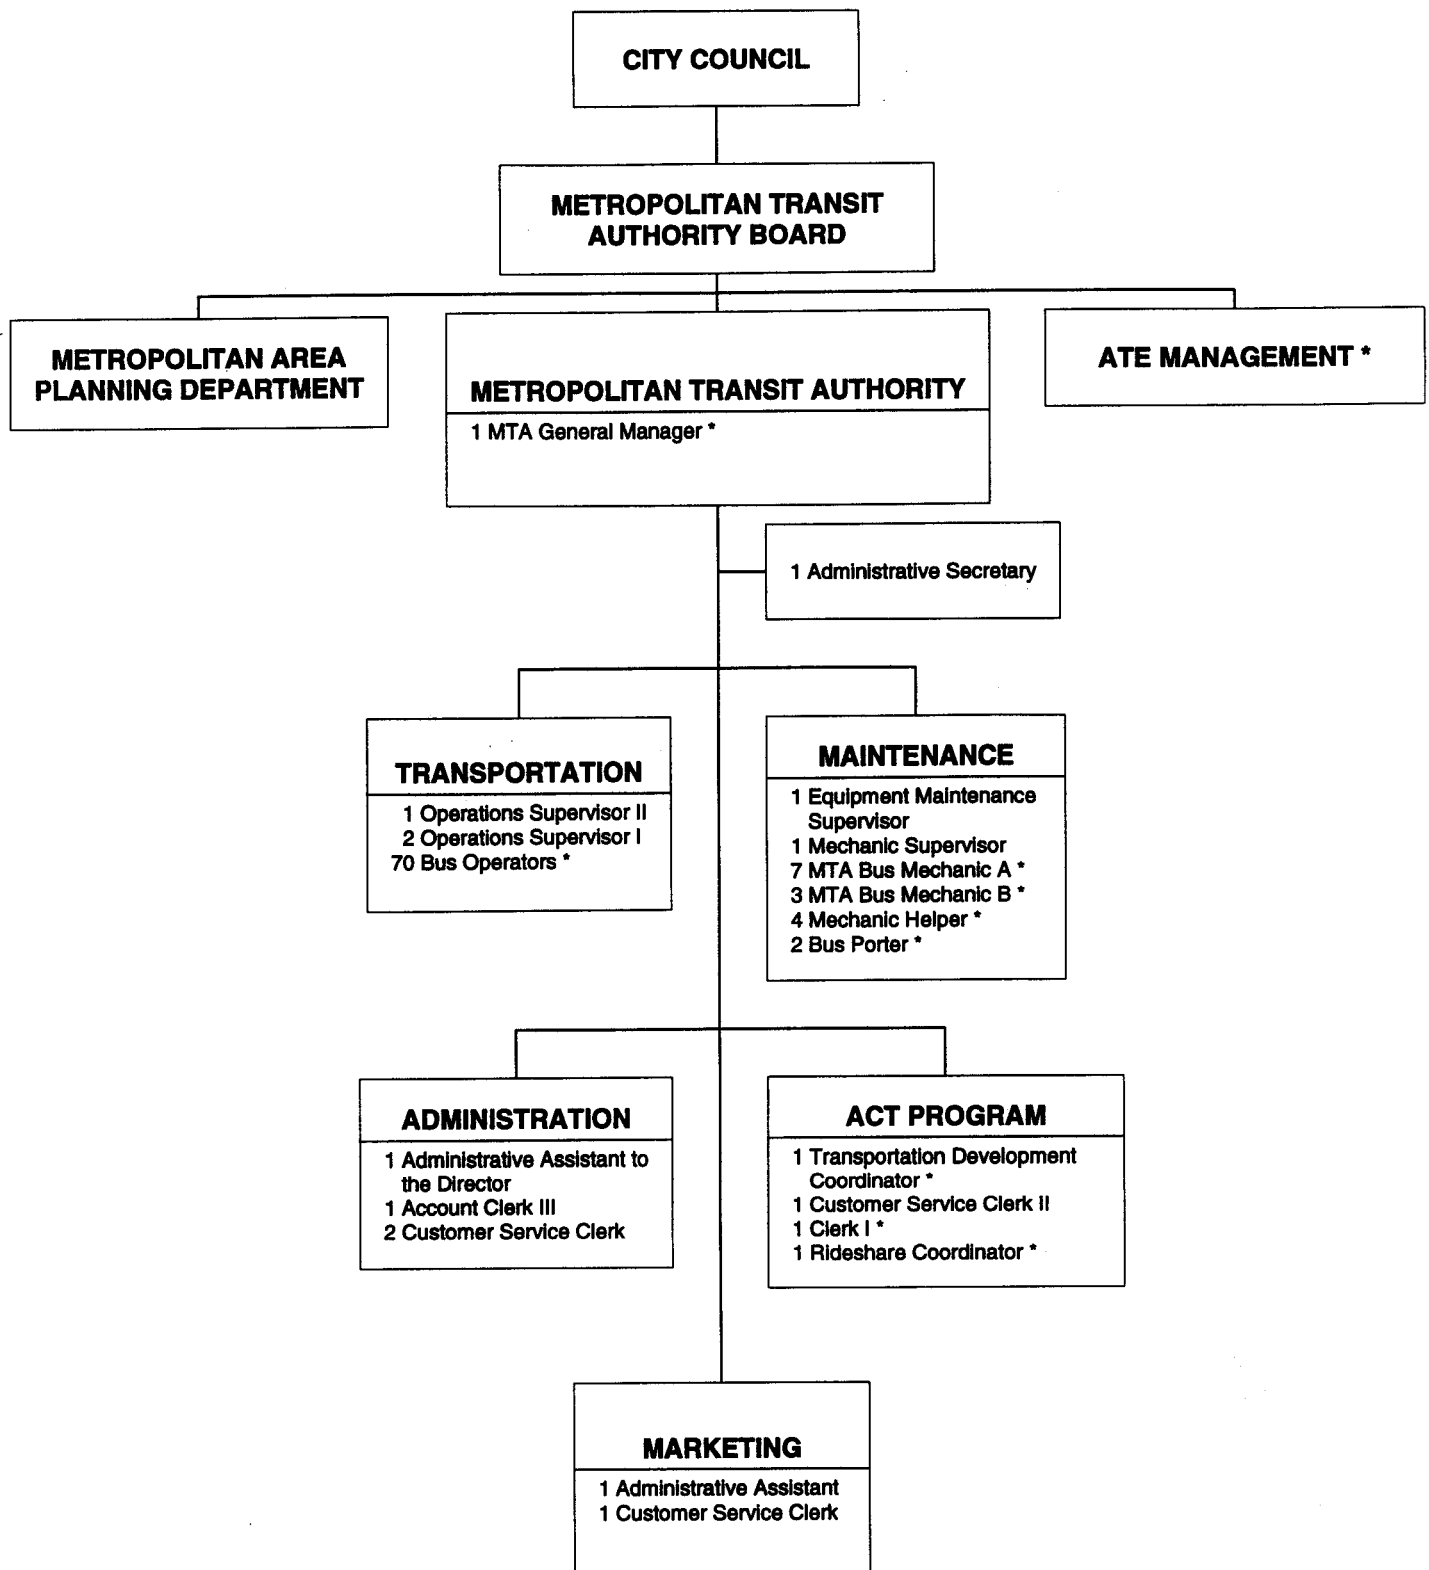 CITY COUNCIL
METROPOLITAN TRANSIT
AUTHORITY BOARD
METROPOLITAN AREA
PLANNING DEPARTMENT
METROPOLITAN TRANSIT AUTHORITY
1 MTA General Manager *
ATE MANAGEMENT *
1 Administrative Secretary
TRANSPORTATION
1 Operations Supervisor II
2 Operations Supervisor I
70 Bus Operators *
MAINTENANCE
1 Equipment Maintenance
Supervisor
1 Mechanic Supervisor
7 MTA Bus Mechanic A *
3 MTA Bus Mechanic B *
4 Mechanic Helper *
2 Bus Porter *
ADMINISTRATION
1 Administrative Assistant to
the Director
1 Account Clerk III
2 Customer Service Clerk
ACT PROGRAM
1 Transportation Development
Coordinator *
1 Customer Service Clerk II
1 Clerk I *
1 Rideshare Coordinator *
MARKETING
1 Administrative Assistant
1 Customer Service Clerk